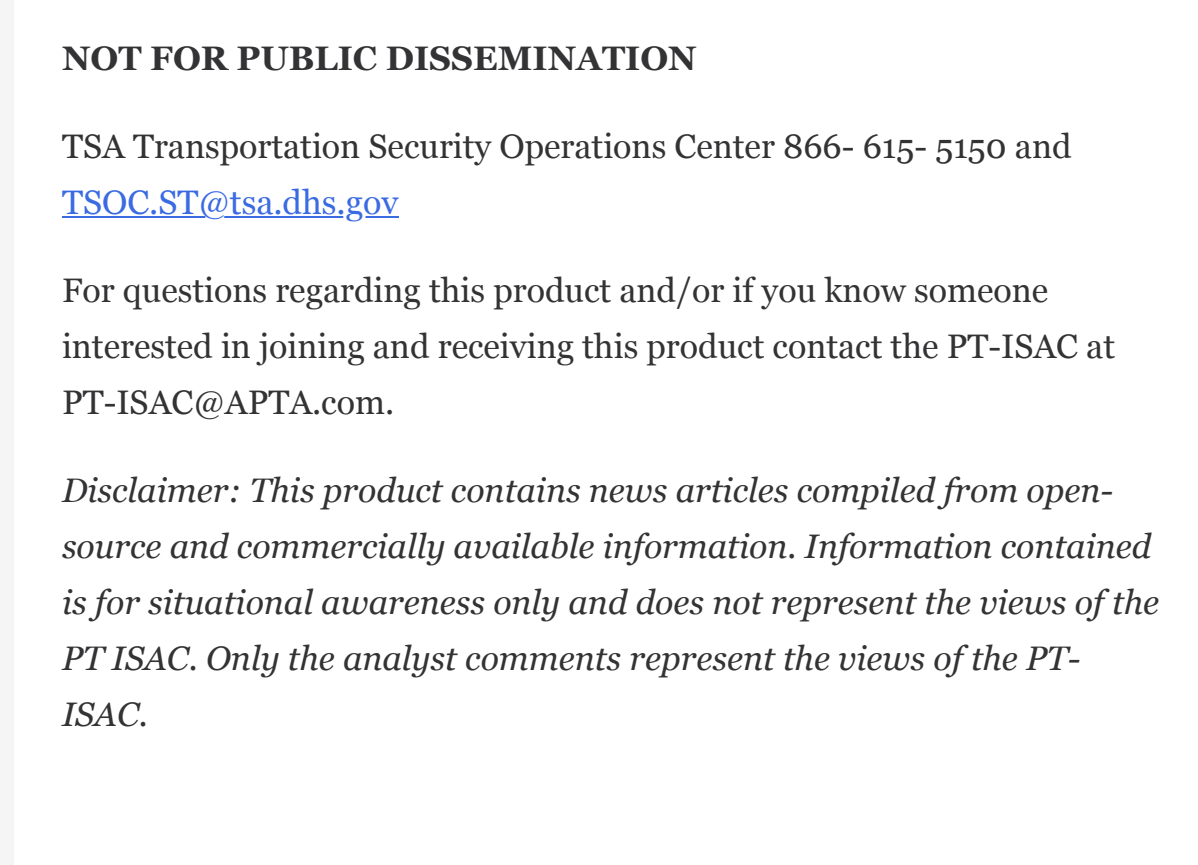 NOT FOR PUBLIC DISSEMINATION
TSA Transportation Security Operations Center 866- 615- 5150 and
TSOC.ST@tsa.dhs.gov
For questions regarding this product and/or if you know someone
interested in joining and receiving this product contact the PT-ISAC at
PT-ISAC@APTA.com.
Disclaimer: This product contains news articles compiled from open-
source and commercially available information. Information contained
is for situational awareness only and does not represent the views of the
PT ISAC. Only the analyst comments represent the views of the PT-
ISAC.